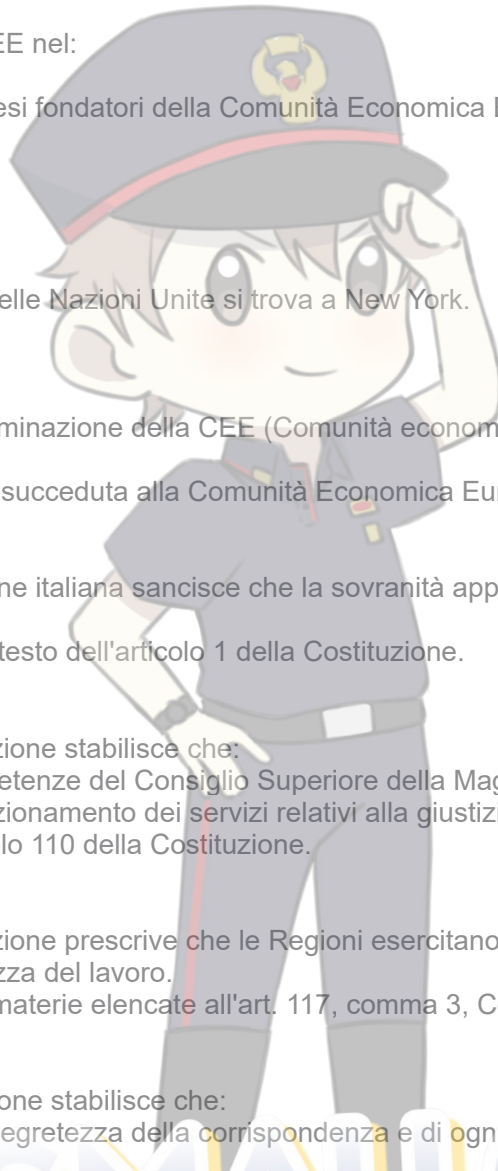 EE nel:
esi fondatori della Comunità Economica E
elle Nazioni Unite si trova a New York.
minazione della CEE (Comunità econom
succeduta alla Comunità Economica Eu
ne italiana sancisce che la sovranità app
testo dell'articolo 1 della Costituzione.
zione stabilisce che:
etenze del Consiglio Superiore della Mag
zionamento dei servizi relativi alla giustizi
lo 110 della Costituzione.
zione prescrive che le Regioni esercitano
zza del lavoro.
materie elencate all'art. 117, comma 3, C
one stabilisce che:
egretezza della corrispondenza e di ogn